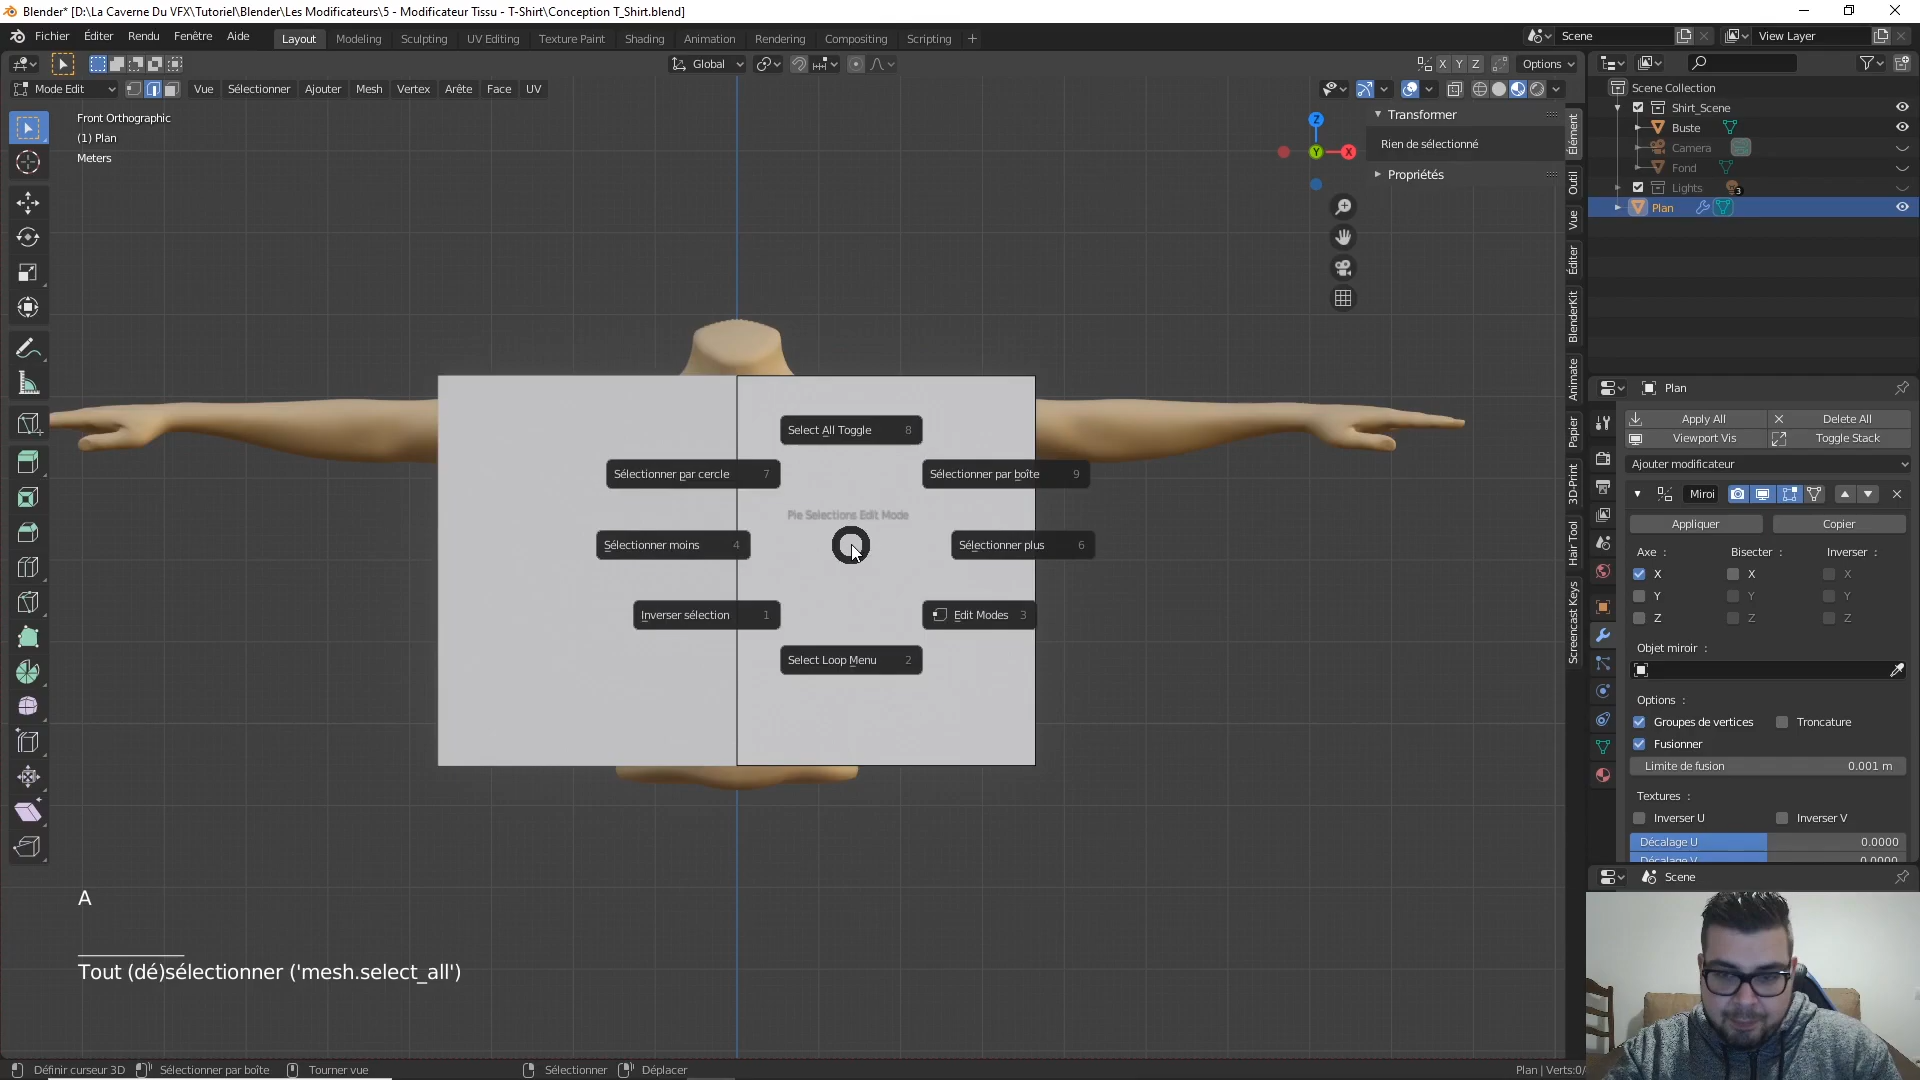 Blender* [D:\La Caverne Du VFX\Tutoriel\Blender\Les Modificateurs\5 - Modificateur Tissu - T-Shirt\Conception T_Shirt.blend]
Fichier Éditer Rendu Fenêtre Aide Layout Modeling Sculpting UV Editing Texture Paint Shading Animation Rendering Compositing Scripting + Scene View Layer
Global X Y Z Options
Mode Edit Vue Sélectionner Ajouter Mesh Vertex Arête Face UV
Front Orthographic
(1) Plan
Meters
Z
Y
X
Transformer
Rien de sélectionné
Propriétés
Élément
Outil
Vue
Éditer
BlenderKit
Animate
Papier
3D-Print
Hair Tool
Screencast Keys
Select All Toggle 8
Sélectionner par cercle 7
Sélectionner par boîte 9
Pie Selections Edit Mode
Sélectionner moins 4
Sélectionner plus 6
Inverser sélection 1
Edit Modes 3
Select Loop Menu 2
A
Tout (dé)sélectionner ('mesh.select_all')
Scene Collection
Shirt_Scene
Buste
Camera
Fond
Lights 3
Plan
Plan
Apply All Delete All
Viewport Vis Toggle Stack
Ajouter modificateur
Miroi
Appliquer Copier
Axe : Bisecter : Inverser :
X X X
Y Y Y
Z Z Z
Objet miroir :
Options :
Groupes de vertices Troncature
Fusionner
Limite de fusion 0.001 m
Textures :
Inverser U Inverser V
Décalage U 0.0000
Décalage V 0.0000
Scene
Définir curseur 3D Sélectionner par boîte Tourner vue Sélectionner Déplacer Plan | Verts:0/